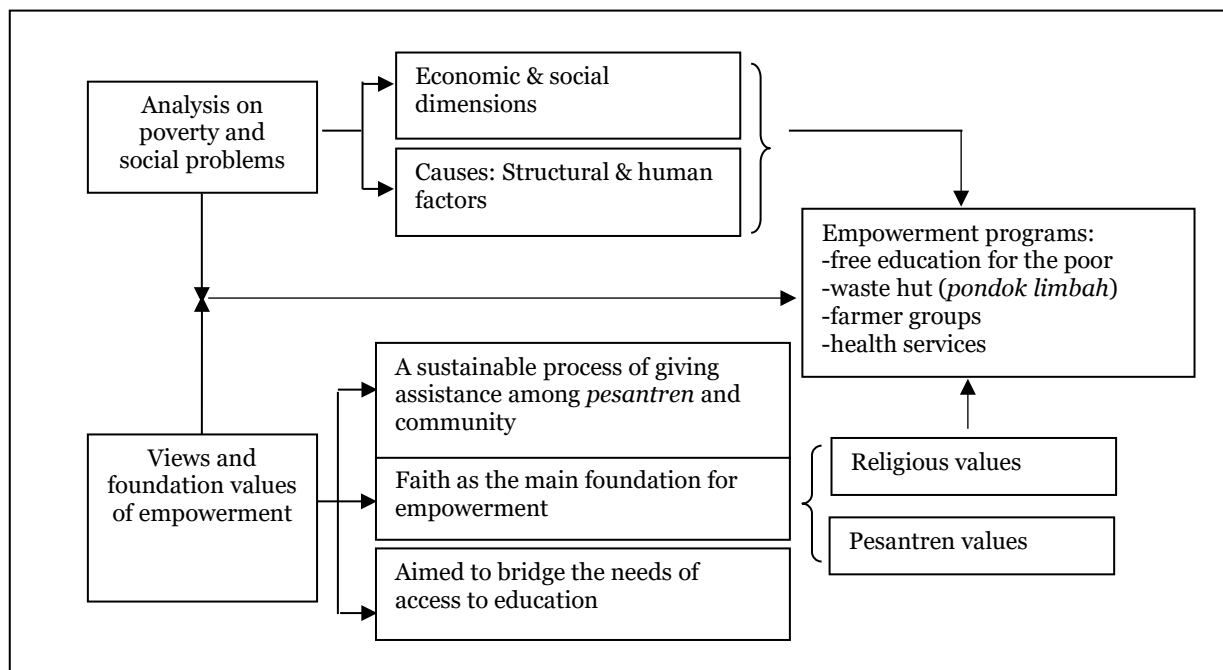 Analysis on
poverty and
social problems
Economic & social
dimensions
Causes: Structural & human
factors
Empowerment programs:
-free education for the poor
-waste hut (pondok limbah)
-farmer groups
-health services
Views and
foundation values
of empowerment
A sustainable process of giving
assistance among pesantren and
community
Faith as the main foundation for
empowerment
Aimed to bridge the needs of
access to education
Religious values
Pesantren values